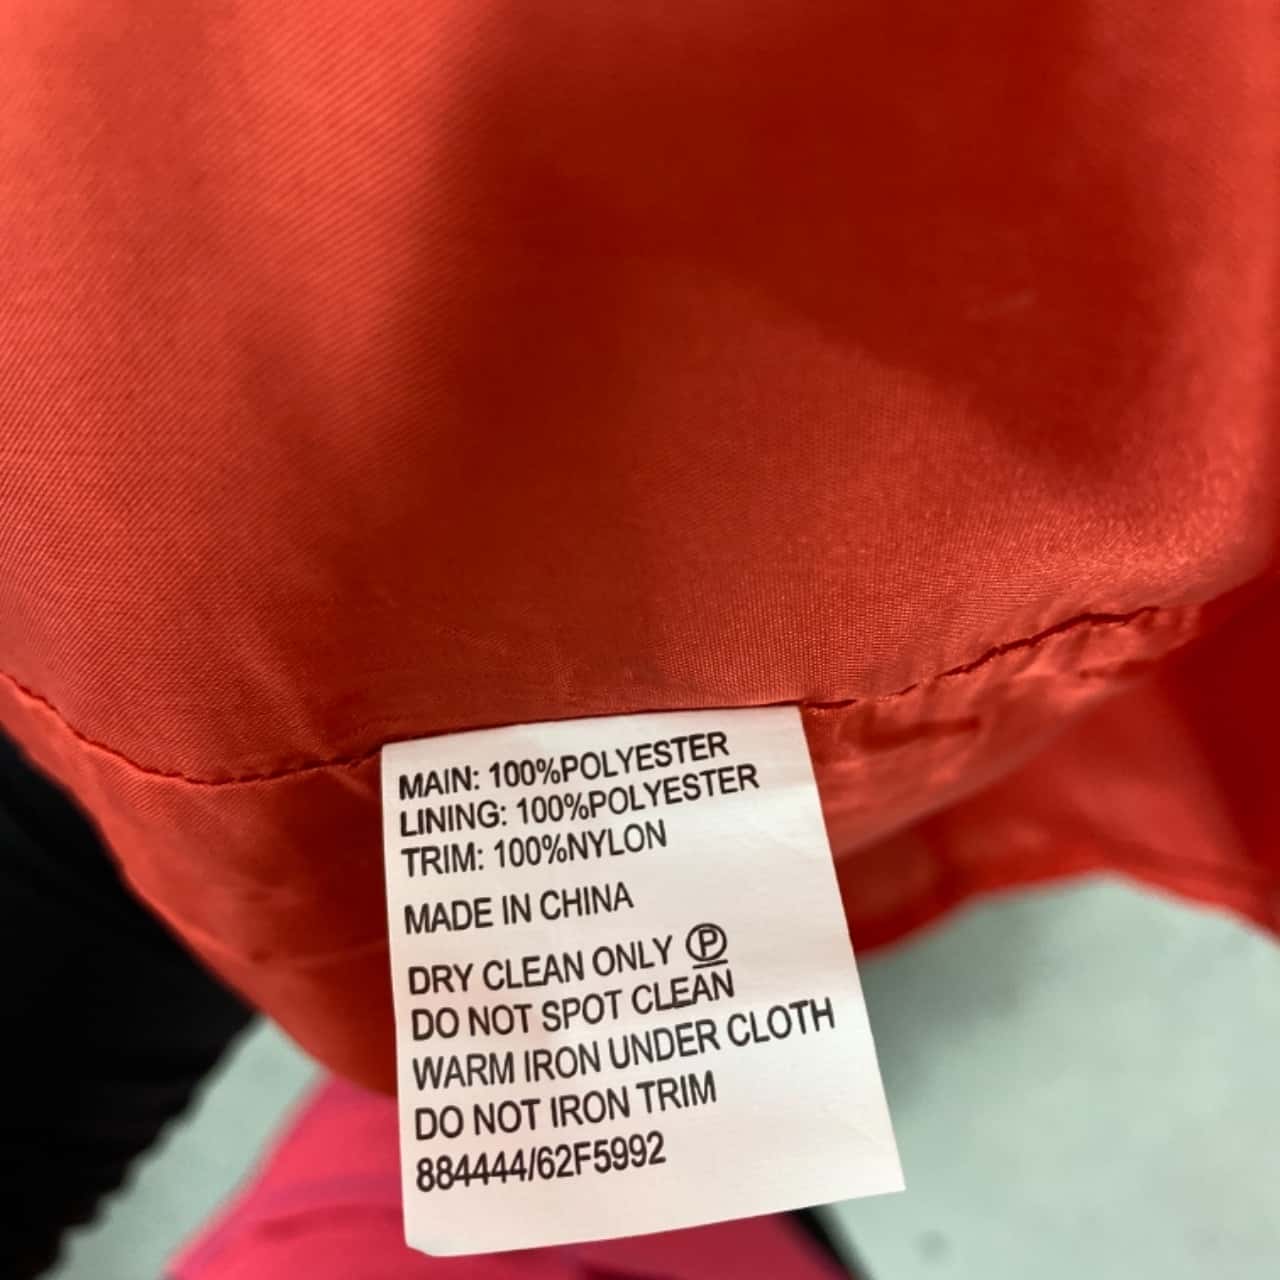 MAIN: 100%POLYESTER
LINING: 100%POLYESTER
TRIM: 100%NYLON
MADE IN CHINA
DRY CLEAN ONLY Ⓟ
DO NOT SPOT CLEAN
WARM IRON UNDER CLOTH
DO NOT IRON TRIM
884444/62F5992